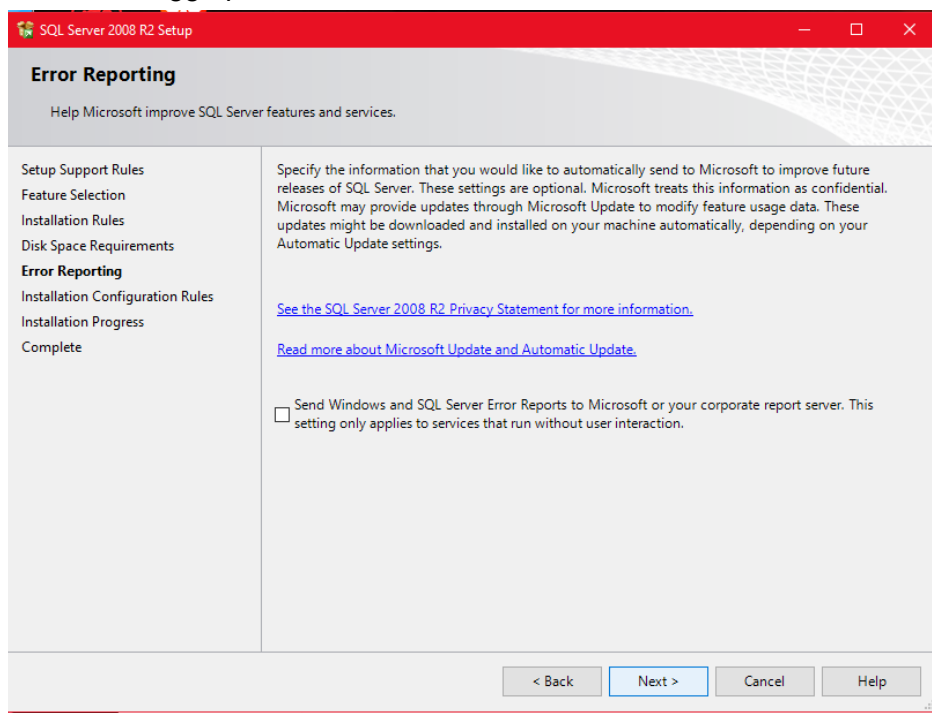 SQL Server 2008 R2 Setup
Error Reporting
Help Microsoft improve SQL Server features and services.
Setup Support Rules
Feature Selection
Installation Rules
Disk Space Requirements
Error Reporting
Installation Configuration Rules
Installation Progress
Complete
Specify the information that you would like to automatically send to Microsoft to improve future
releases of SQL Server. These settings are optional. Microsoft treats this information as confidential.
Microsoft may provide updates through Microsoft Update to modify feature usage data. These
updates might be downloaded and installed on your machine automatically, depending on your
Automatic Update settings.
See the SQL Server 2008 R2 Privacy Statement for more information.
Read more about Microsoft Update and Automatic Update.
Send Windows and SQL Server Error Reports to Microsoft or your corporate report server. This
setting only applies to services that run without user interaction.
< Back
Next >
Cancel
Help